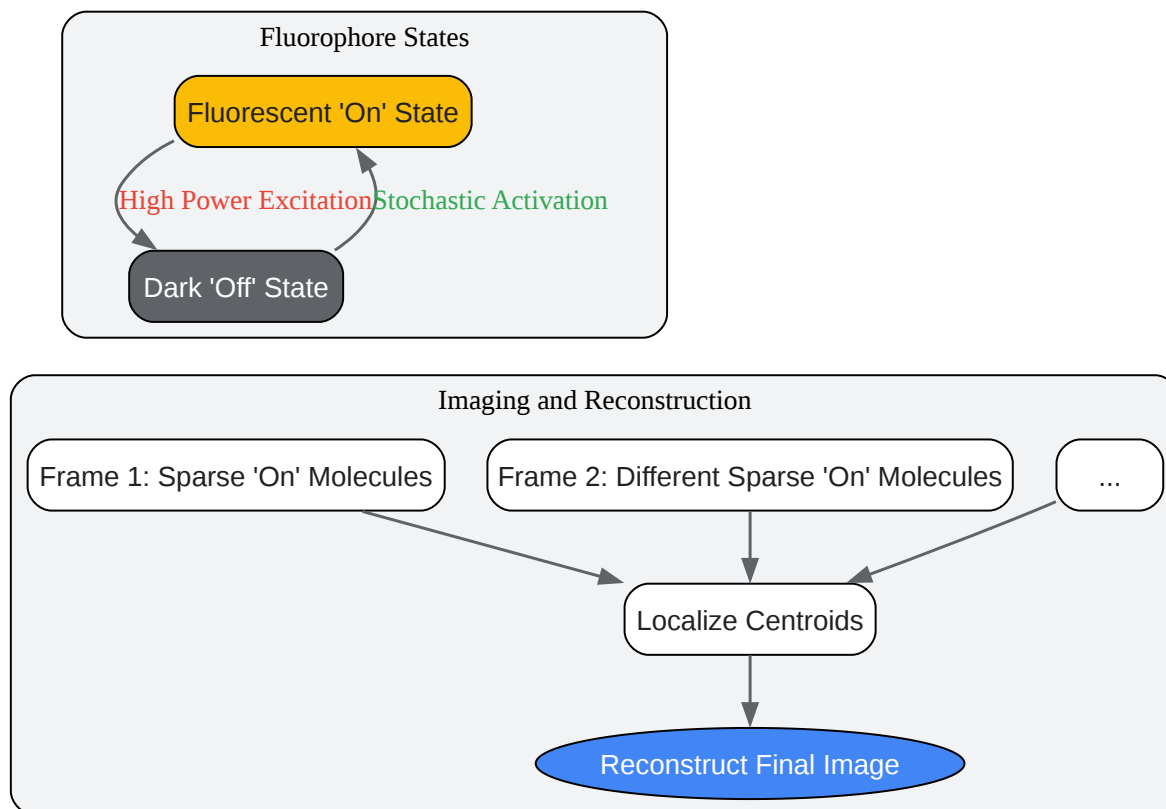 Fluorophore States
Fluorescent 'On' State
High Power Excitation
Stochastic Activation
Dark 'Off' State
Imaging and Reconstruction
Frame 1: Sparse 'On' Molecules
Frame 2: Different Sparse 'On' Molecules
...
Localize Centroids
Reconstruct Final Image